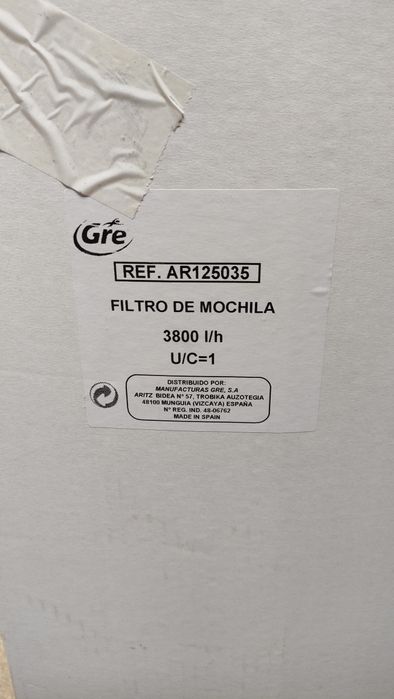 Gre
REF. AR125035
FILTRO DE MOCHILA
3800 l/h
U/C=1
DISTRIBUIDO POR:
MANUFACTURAS GRE, S.A
ARITZ BIDEA N° 57, TROBIKA AUZOTEGIA
48100 MUNGUIA (VIZCAYA) ESPAÑA
N° REG. IND. 48-06762
MADE IN SPAIN